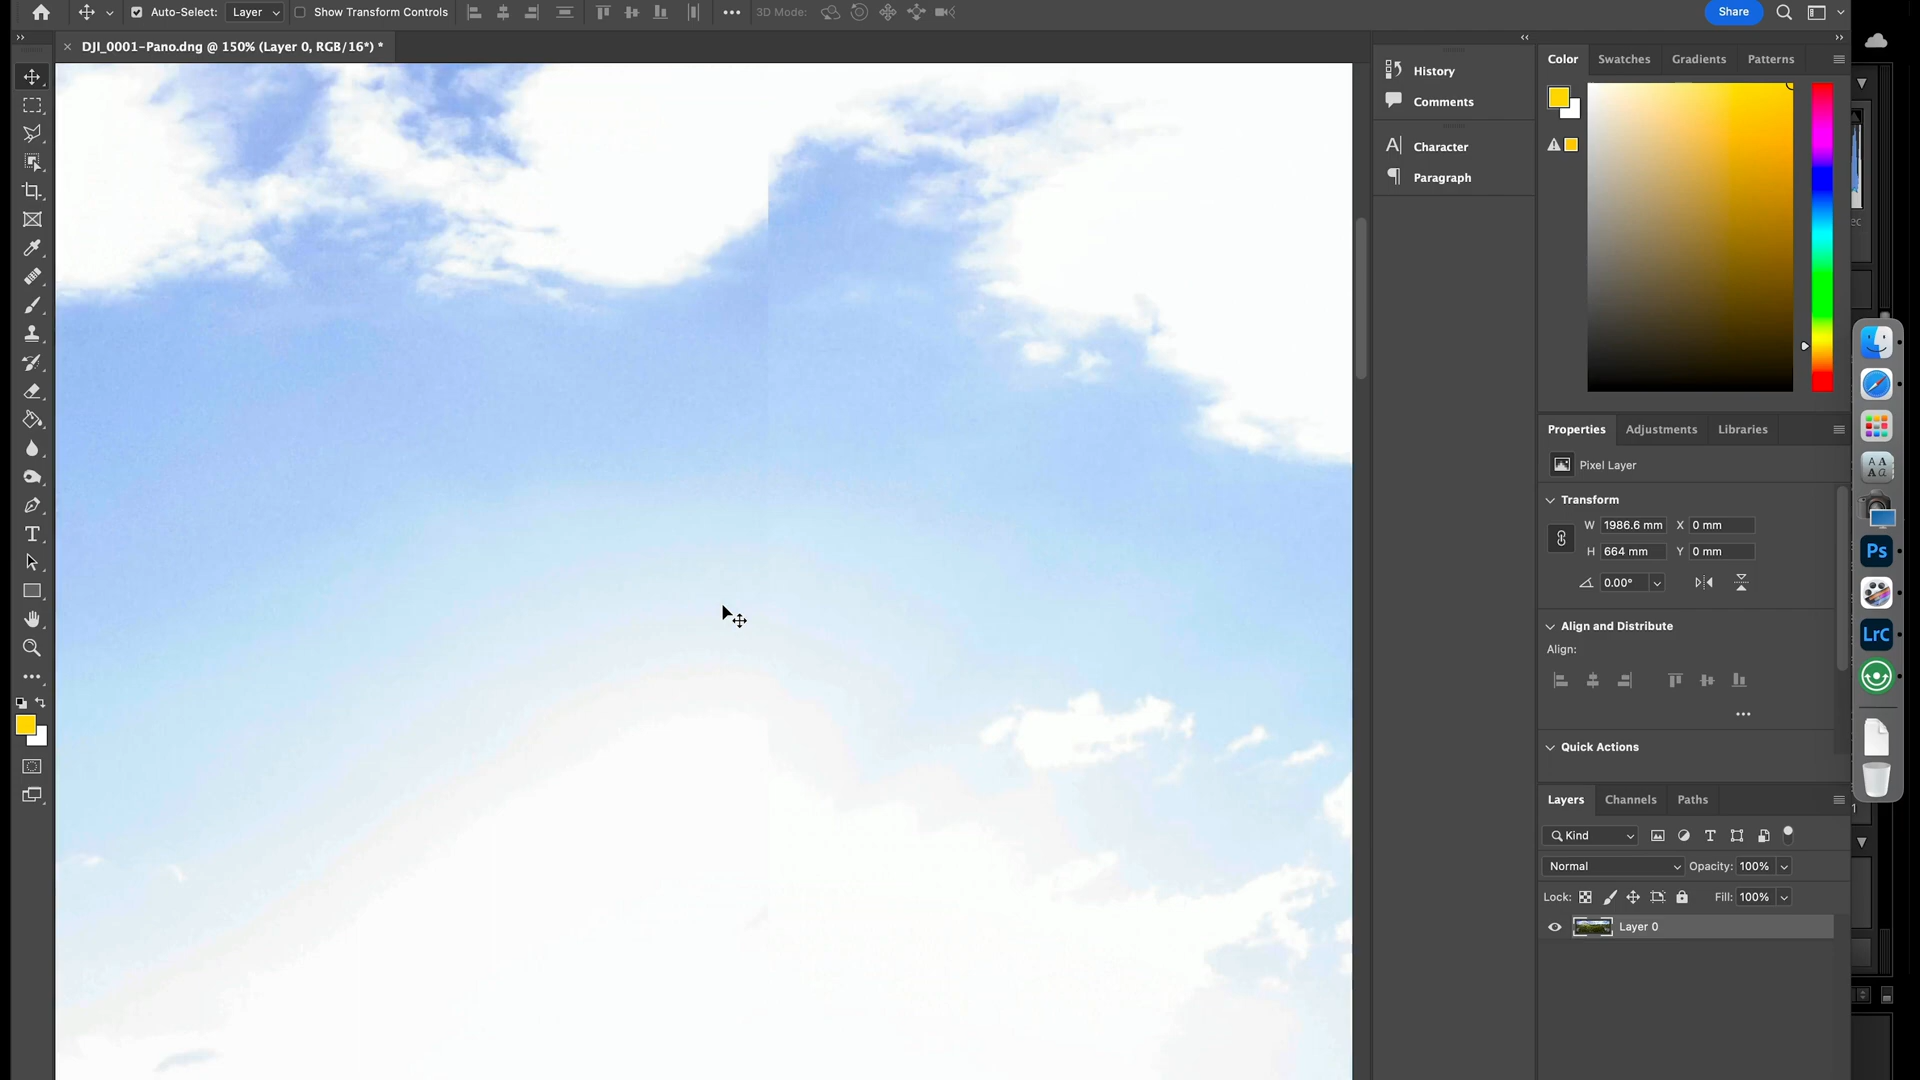 Auto-Select: Layer Show Transform Controls 3D Mode: Share
DJI_0001-Pano.dng @ 150% (Layer 0, RGB/16*) *
History
Comments
Character
Paragraph
Color Swatches Gradients Patterns
Properties Adjustments Libraries
Pixel Layer
Transform
W 1986.6 mm X 0 mm
H 664 mm Y 0 mm
0.00°
Align and Distribute
Align:
Quick Actions
Layers Channels Paths
Kind
Normal Opacity: 100%
Lock: Fill: 100%
Layer 0
Ps
LrC